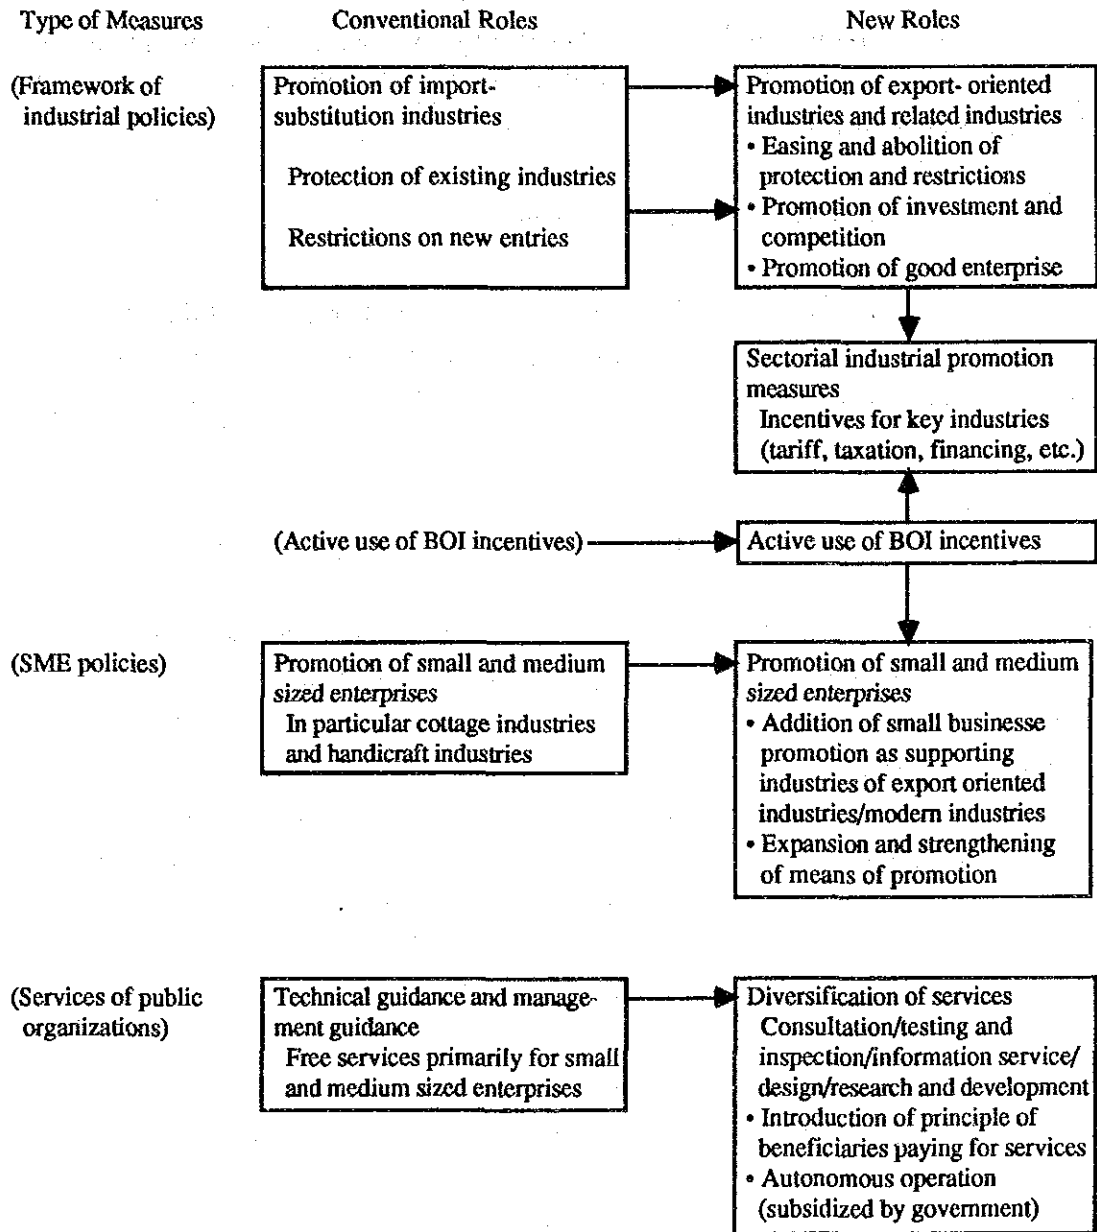 Type of Measures
Conventional Roles
New Roles
(Framework of
industrial policies)
Promotion of import-
substitution industries
Protection of existing industries
Restrictions on new entries
Promotion of export- oriented
industries and related industries
• Easing and abolition of
protection and restrictions
• Promotion of investment and
competition
• Promotion of good enterprise
Sectorial industrial promotion
measures
Incentives for key industries
(tariff, taxation, financing, etc.)
(Active use of BOI incentives)
Active use of BOI incentives
(SME policies)
Promotion of small and medium
sized enterprises
In particular cottage industries
and handicraft industries
Promotion of small and medium
sized enterprises
• Addition of small businesse
promotion as supporting
industries of export oriented
industries/modern industries
• Expansion and strengthening
of means of promotion
(Services of public
organizations)
Technical guidance and manage-
ment guidance
Free services primarily for small
and medium sized enterprises
Diversification of services
Consultation/testing and
inspection/information service/
design/research and development
• Introduction of principle of
beneficiaries paying for services
• Autonomous operation
(subsidized by government)